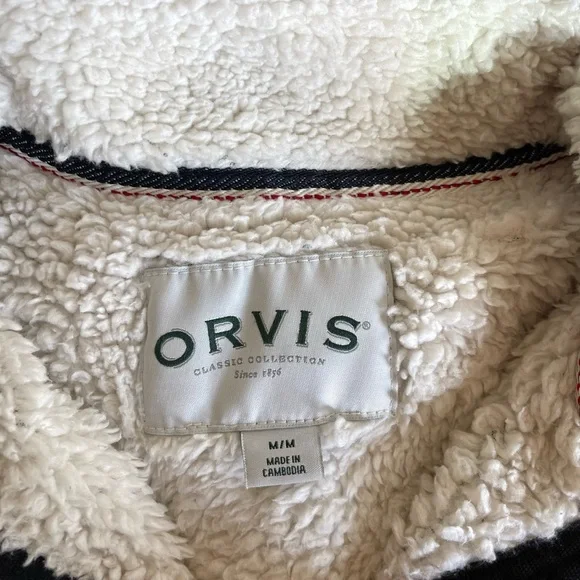 ORVIS®
CLASSIC COLLECTION
Since 1856
M/M
MADE IN
CAMBODIA